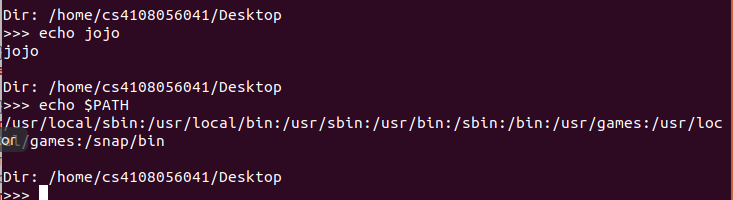 Dir: /home/cs4108056041/Desktop
>>> echo jojo
jojo
Dir: /home/cs4108056041/Desktop
>>> echo $PATH
/usr/local/sbin:/usr/local/bin:/usr/sbin:/usr/bin:/sbin:/bin:/usr/games:/usr/loc
/games:/snap/bin
Dir: /home/cs4108056041/Desktop
>>>